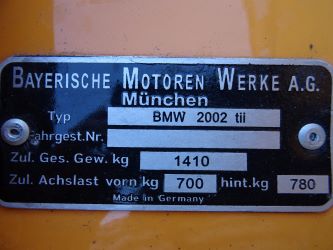 BAYERISCHE MOTOREN WERKE A.G.
München
Typ BMW 2002 tii
Fahrgest.Nr.
Zul. Ges. Gew. kg 1410
Zul. Achslast vorn kg 700 hint.kg 780
Made in Germany